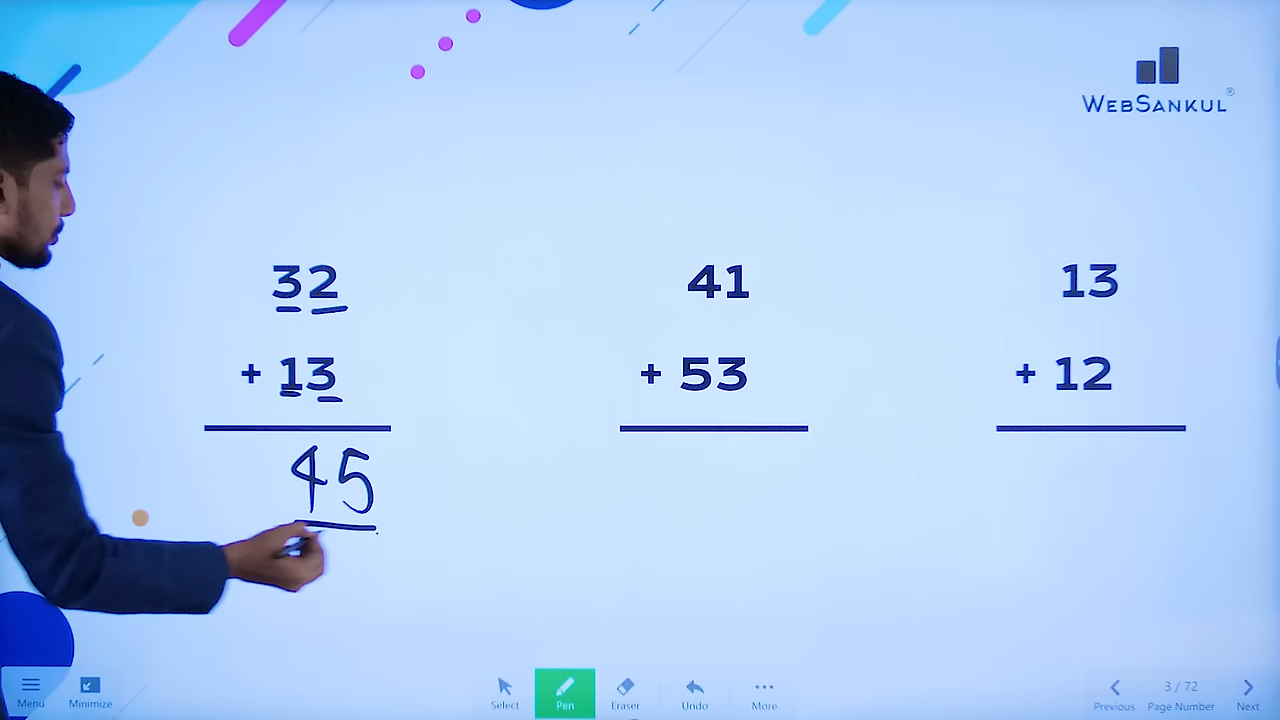 WEBSANKUL®
32
+ 13
45
41
+ 53
13
+ 12
Menu
Minimize
Select
Pen
Eraser
Undo
More
Previous
3 / 72
Page Number
Next